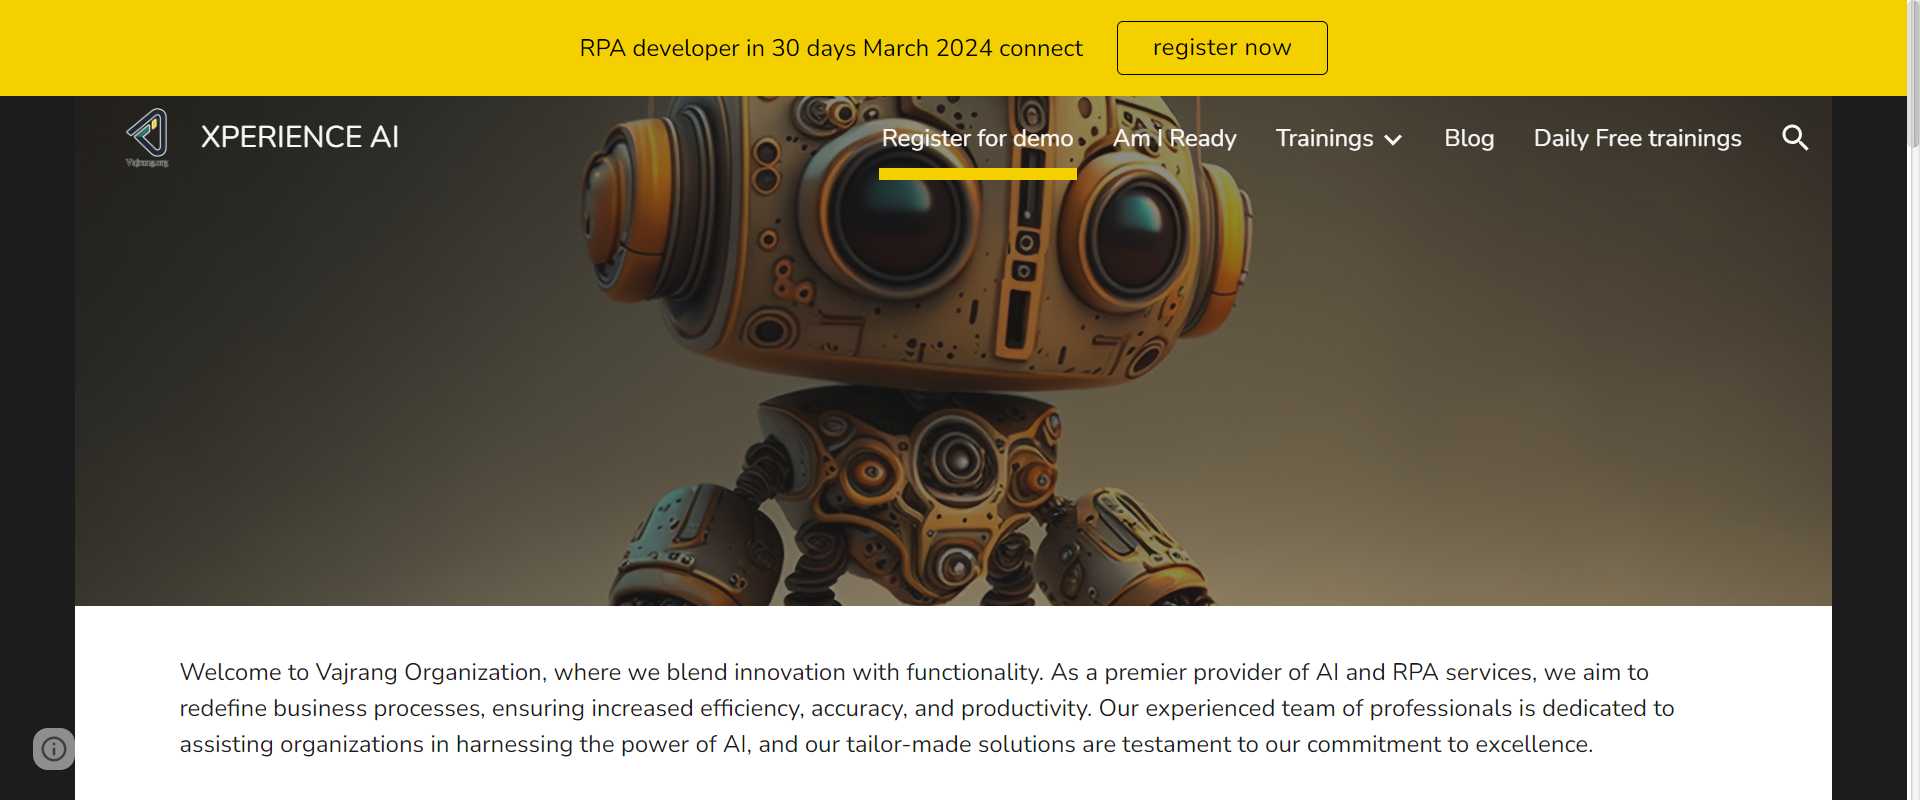 RPA developer in 30 days March 2024 connect
register now
Vajrang.org
XPERIENCE AI
Register for demo
Am I Ready
Trainings
Blog
Daily Free trainings
Welcome to Vajrang Organization, where we blend innovation with functionality. As a premier provider of AI and RPA services, we aim to
redefine business processes, ensuring increased efficiency, accuracy, and productivity. Our experienced team of professionals is dedicated to
assisting organizations in harnessing the power of AI, and our tailor-made solutions are testament to our commitment to excellence.